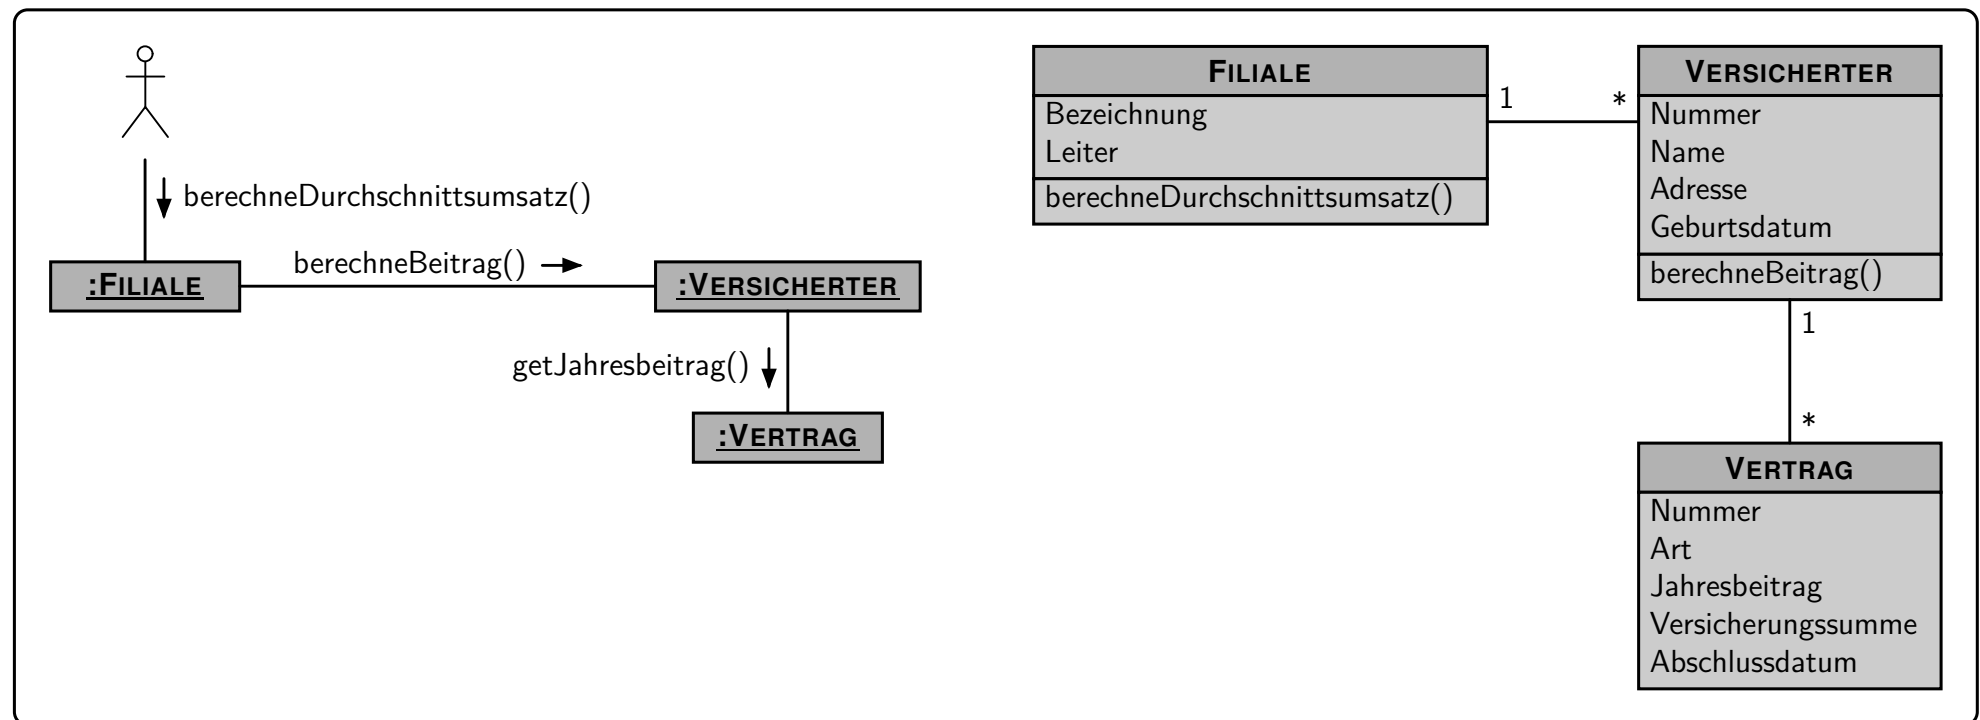 berechneDurchschnittsumsatz()
:FILIALE
berechneBeitrag()
:VERSICHERTER
getJahresbeitrag()
:VERTRAG
FILIALE
Bezeichnung
Leiter
berechneDurchschnittsumsatz()
1
*
VERSICHERTER
Nummer
Name
Adresse
Geburtsdatum
berechneBeitrag()
1
*
VERTRAG
Nummer
Art
Jahresbeitrag
Versicherungssumme
Abschlussdatum